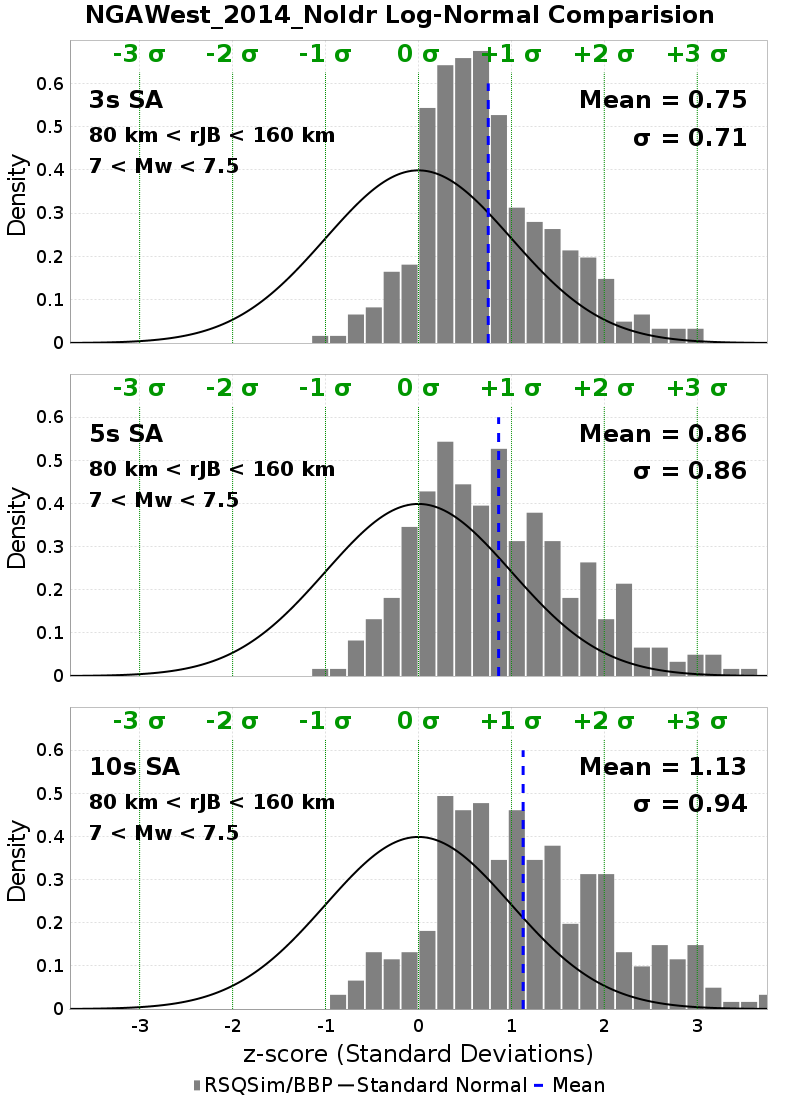 NGAWest_2014_NoIdr Log-Normal Comparision
-3 σ -2 σ -1 σ 0 σ +1 σ +2 σ +3 σ
3s SA Mean = 0.75
80 km < rJB < 160 km σ = 0.71
7 < Mw < 7.5
0.6
0.5
0.4
0.3
0.2
0.1
0
Density
-3 σ -2 σ -1 σ 0 σ +1 σ +2 σ +3 σ
5s SA Mean = 0.86
80 km < rJB < 160 km σ = 0.86
7 < Mw < 7.5
0.6
0.5
0.4
0.3
0.2
0.1
0
Density
-3 σ -2 σ -1 σ 0 σ +1 σ +2 σ +3 σ
10s SA Mean = 1.13
80 km < rJB < 160 km σ = 0.94
7 < Mw < 7.5
0.6
0.5
0.4
0.3
0.2
0.1
0
Density
-3 -2 -1 0 1 2 3
z-score (Standard Deviations)
RSQSim/BBP Standard Normal Mean